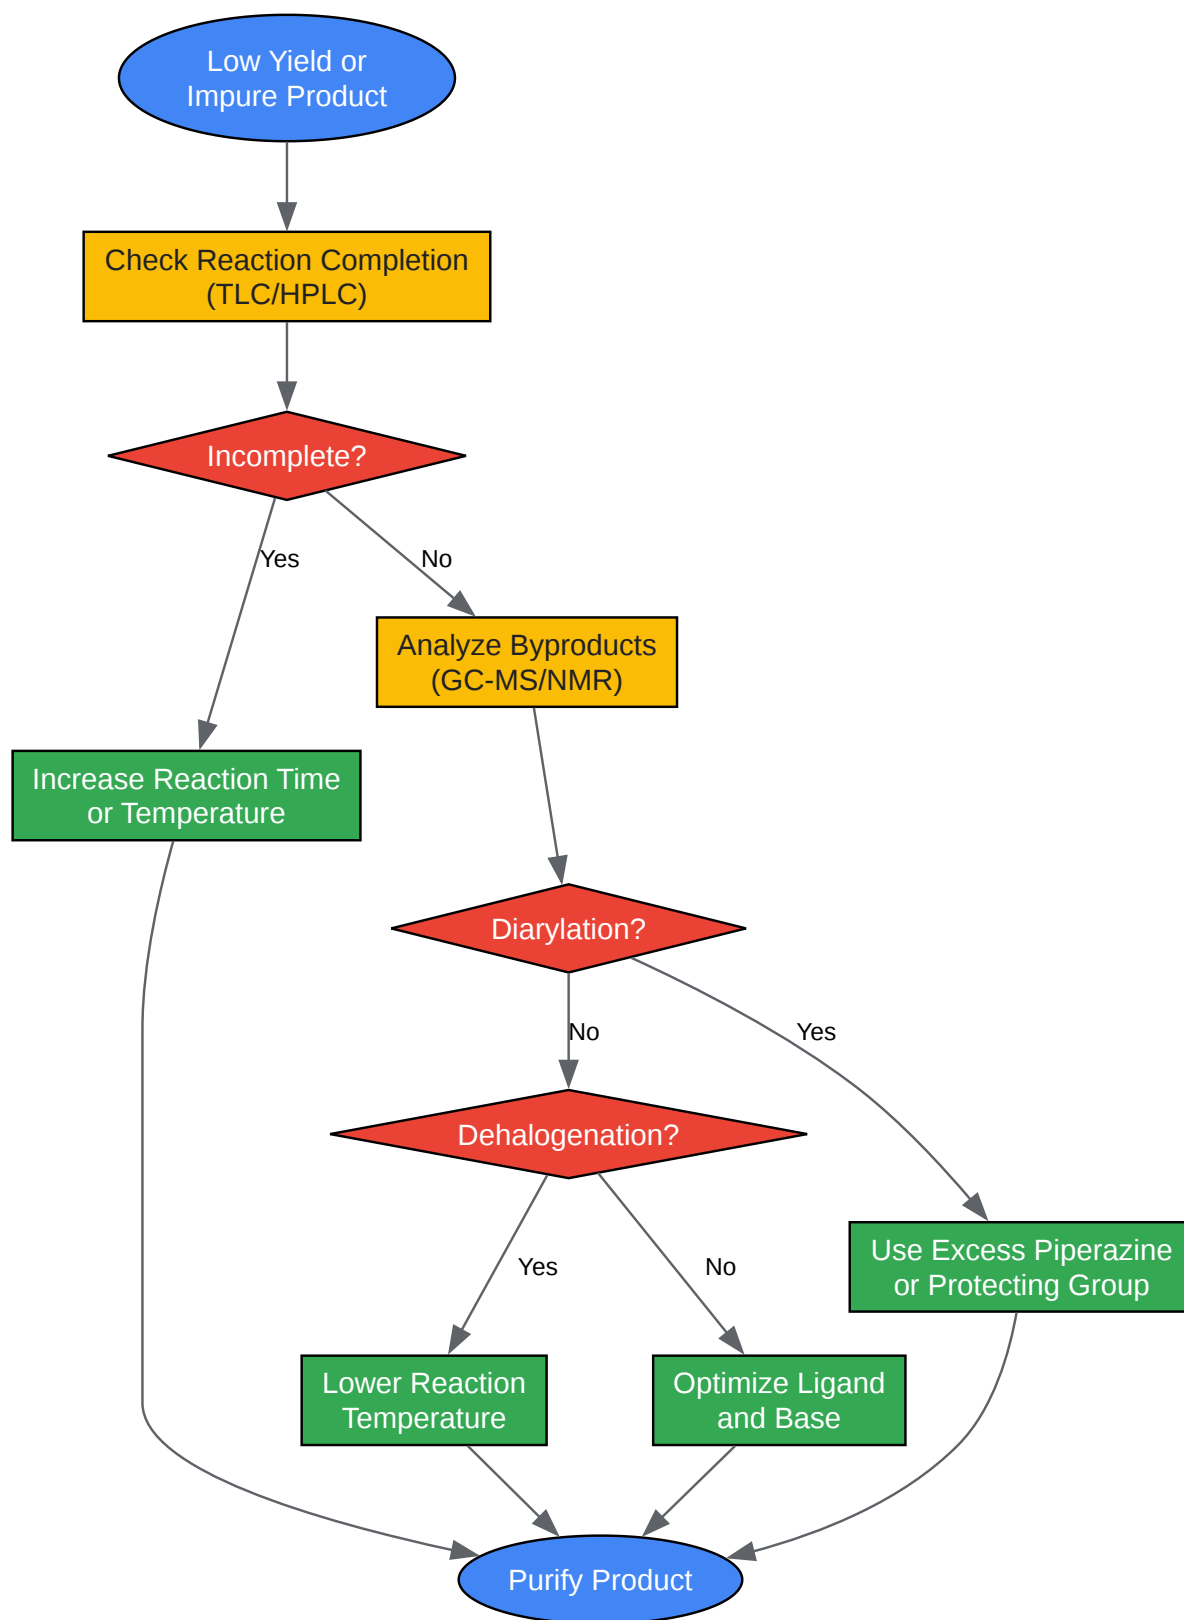 Low Yield or
Impure Product
Check Reaction Completion
(TLC/HPLC)
Incomplete?
Yes
No
Analyze Byproducts
(GC-MS/NMR)
Increase Reaction Time
or Temperature
Diarylation?
No
Yes
Dehalogenation?
Yes
No
Use Excess Piperazine
or Protecting Group
Lower Reaction
Temperature
Optimize Ligand
and Base
Purify Product